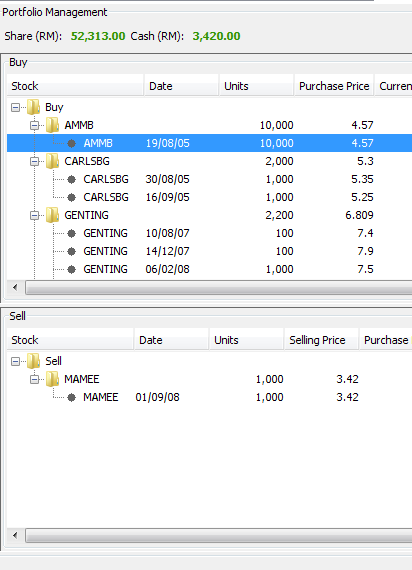 Portfolio Management
Share (RM): 52,313.00 Cash (RM): 3,420.00
Buy
Stock Date Units Purchase Price Curren
Buy
AMMB 10,000 4.57
AMMB 19/08/05 10,000 4.57
CARLSBG 2,000 5.3
CARLSBG 30/08/05 1,000 5.35
CARLSBG 16/09/05 1,000 5.25
GENTING 2,200 6.809
GENTING 10/08/07 100 7.4
GENTING 14/12/07 100 7.9
GENTING 06/02/08 1,000 7.5
Sell
Stock Date Units Selling Price Purchase
Sell
MAMEE 1,000 3.42
MAMEE 01/09/08 1,000 3.42